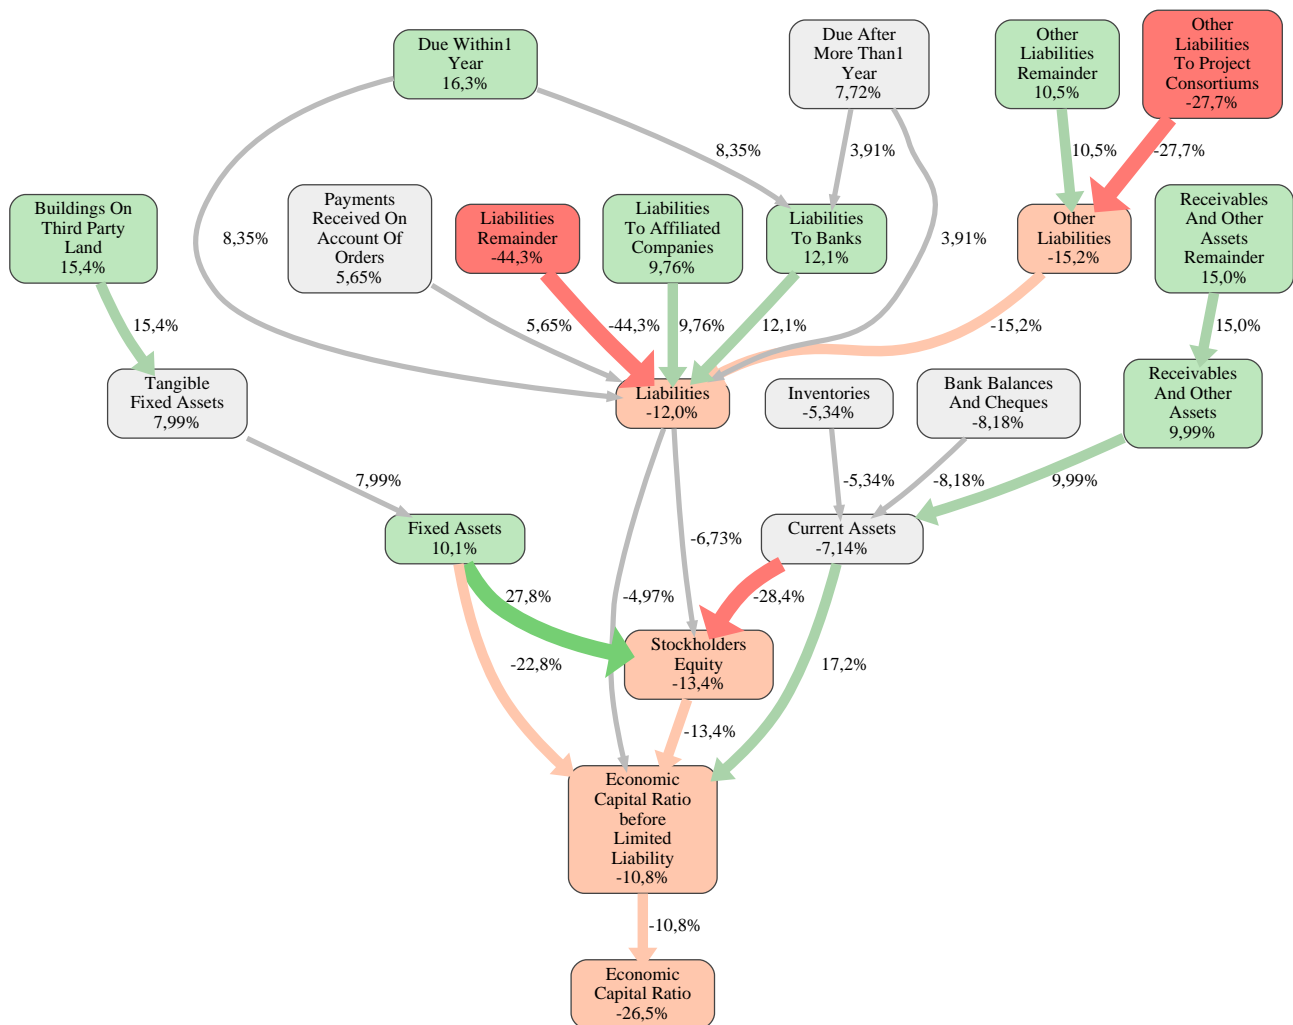 Due Within1
Year
16,3%
Due After
More Than1
Year
7,72%
Other
Liabilities
Remainder
10,5%
Other
Liabilities
To Project
Consortiums
-27,7%
8,35%
3,91%
10,5%
-27,7%
Buildings On
Third Party
Land
15,4%
Payments
Received On
Account Of
Orders
5,65%
Liabilities
Remainder
-44,3%
Liabilities
To Affiliated
Companies
9,76%
Liabilities
To Banks
12,1%
Other
Liabilities
-15,2%
Receivables
And Other
Assets
Remainder
15,0%
8,35%
3,91%
15,4%
5,65%
-44,3%
9,76%
12,1%
-15,2%
15,0%
Tangible
Fixed Assets
7,99%
Liabilities
-12,0%
Inventories
-5,34%
Bank Balances
And Cheques
-8,18%
Receivables
And Other
Assets
9,99%
7,99%
-5,34%
-8,18%
9,99%
Fixed Assets
10,1%
-6,73%
Current Assets
-7,14%
27,8%
-4,97%
-28,4%
Stockholders
Equity
-13,4%
-22,8%
17,2%
-13,4%
Economic
Capital Ratio
before
Limited
Liability
-10,8%
-10,8%
Economic
Capital Ratio
-26,5%